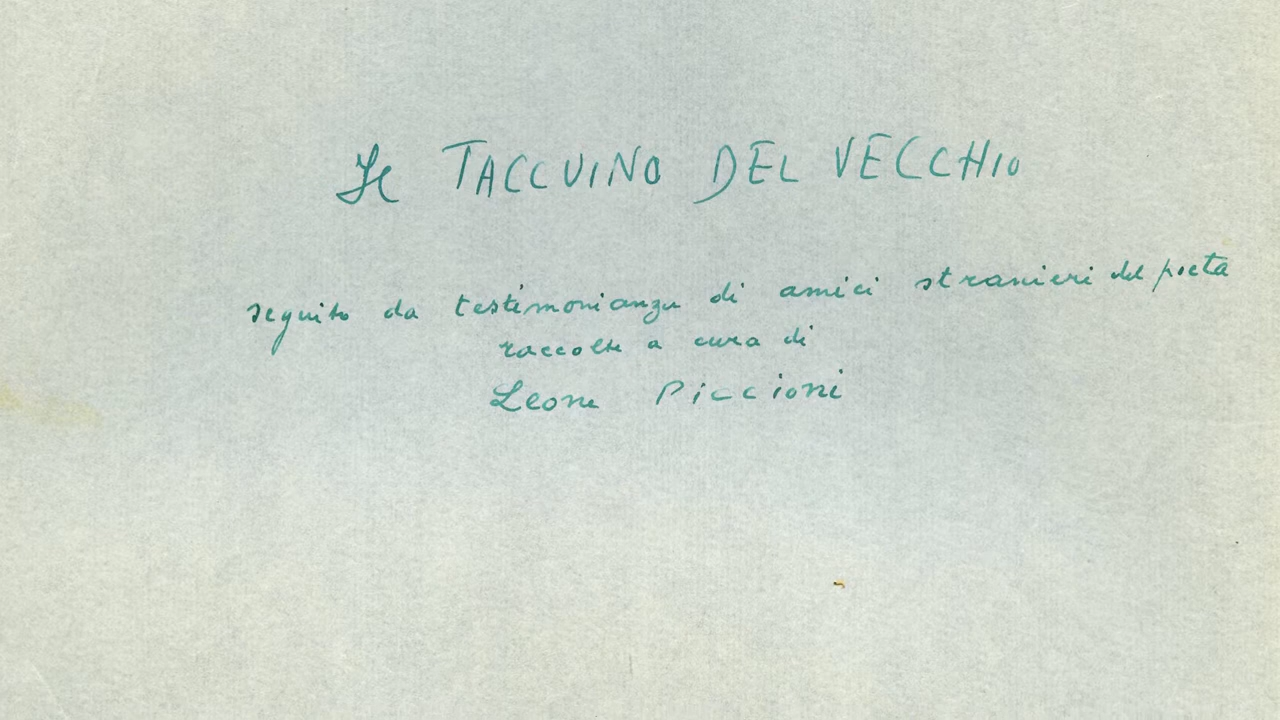 Il TACCUINO DEL VECCHIO
seguito da testimonianze di amici stranieri del poeta
raccolte a cura di
Leone Piccioni